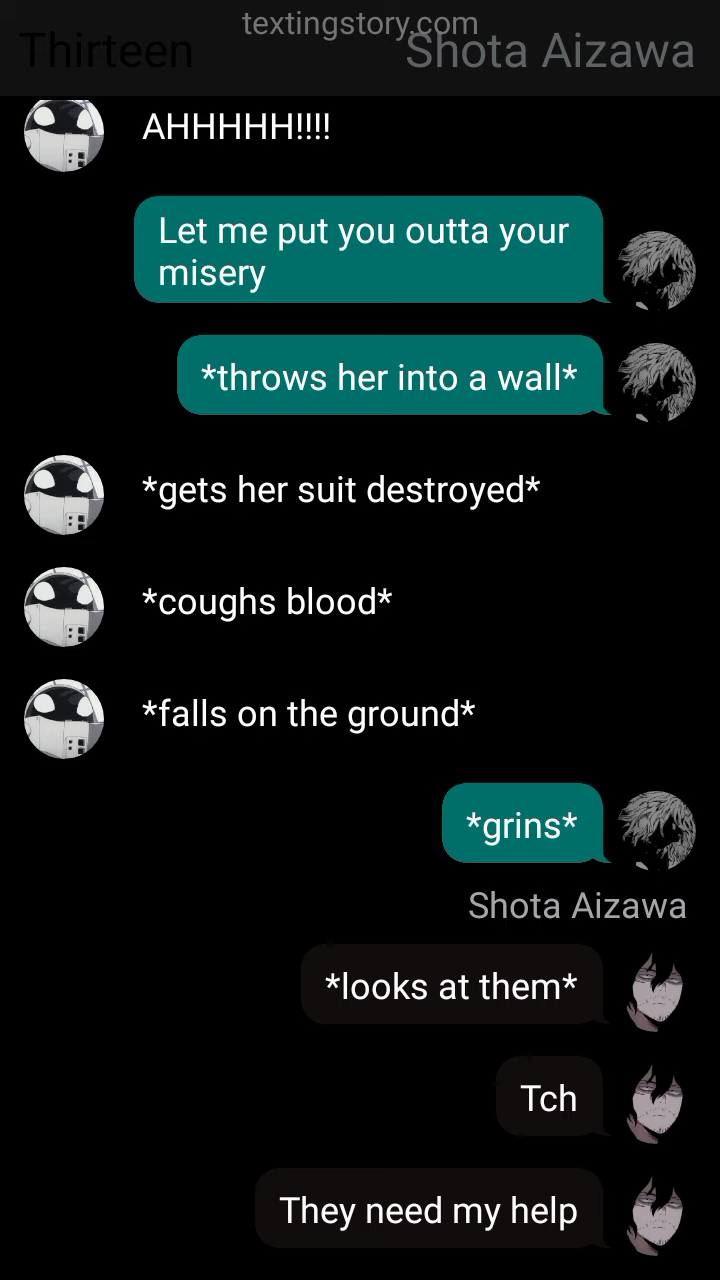 textingstory.com
Thirteen
Shota Aizawa
AHHHHH!!!!
Let me put you outta your
misery
*throws her into a wall*
*gets her suit destroyed*
*coughs blood*
*falls on the ground*
*grins*
Shota Aizawa
*looks at them*
Tch
They need my help